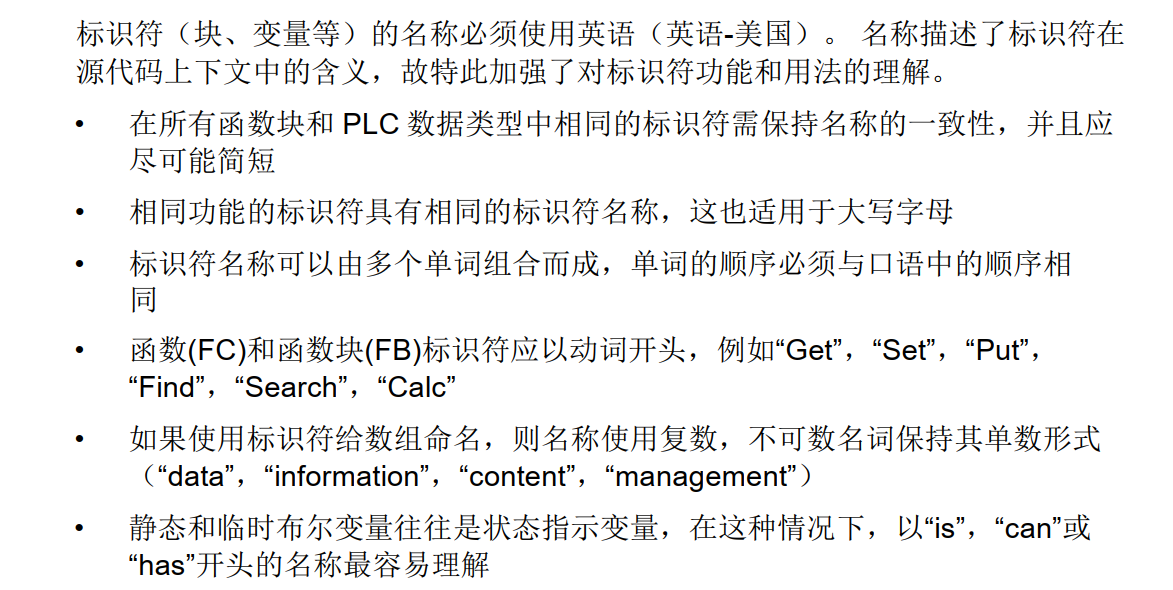 标识符（块、变量等）的名称必须使用英语（英语-美国）。 名称描述了标识符在
源代码上下文中的含义，故特此加强了对标识符功能和用法的理解。
• 在所有函数块和 PLC 数据类型中相同的标识符需保持名称的一致性，并且应
尽可能简短
• 相同功能的标识符具有相同的标识符名称，这也适用于大写字母
• 标识符名称可以由多个单词组合而成，单词的顺序必须与口语中的顺序相
同
• 函数(FC)和函数块(FB)标识符应以动词开头，例如“Get”，“Set”，“Put”，
“Find”，“Search”，“Calc”
• 如果使用标识符给数组命名，则名称使用复数，不可数名词保持其单数形式
（“data”，“information”，“content”，“management”）
• 静态和临时布尔变量往往是状态指示变量，在这种情况下，以“is”，“can”或
“has”开头的名称最容易理解